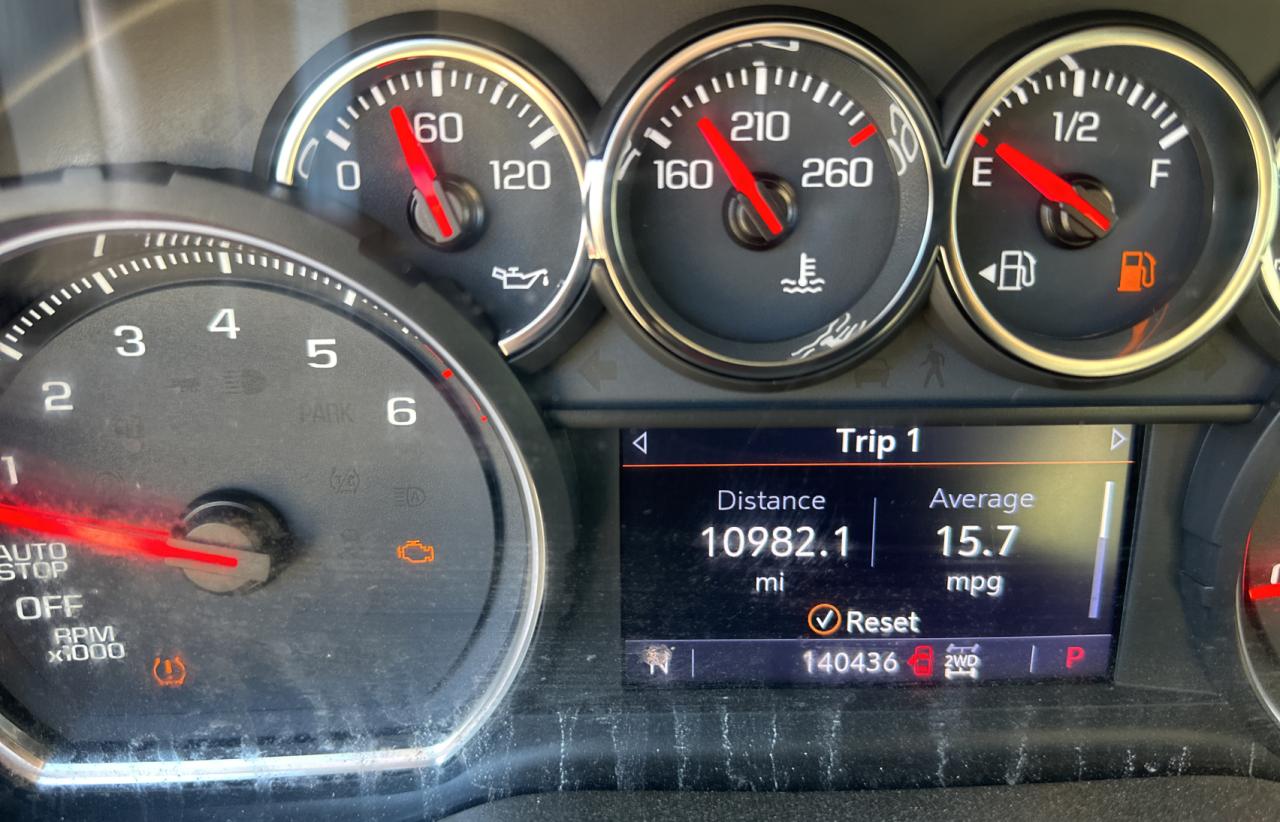 0 60 120
160 210 260
E 1/2 F
1 2 3 4 5 6
PARK
AUTO
STOP
OFF
RPM
x1000
Trip 1
Distance
10982.1
mi
Average
15.7
mpg
Reset
N
140436
2WD
P